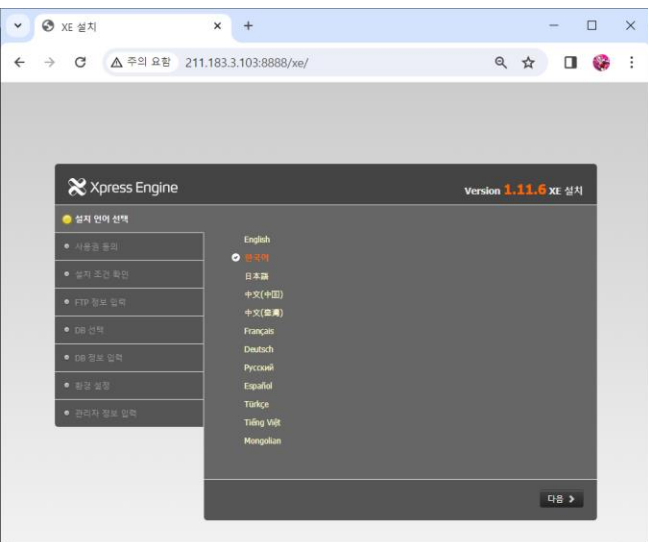 XE 설치
주의 요함 211.183.3.103:8888/xe/
Xpress Engine
Version 1.11.6 XE 설치
설치 언어 선택
사용권 동의
설치 조건 확인
FTP 정보 입력
DB 선택
DB 정보 입력
환경 설정
관리자 정보 입력
English
한국어
日本語
中文(中国)
中文(臺灣)
Français
Deutsch
Русский
Español
Türkçe
Tiếng Việt
Mongolian
다음